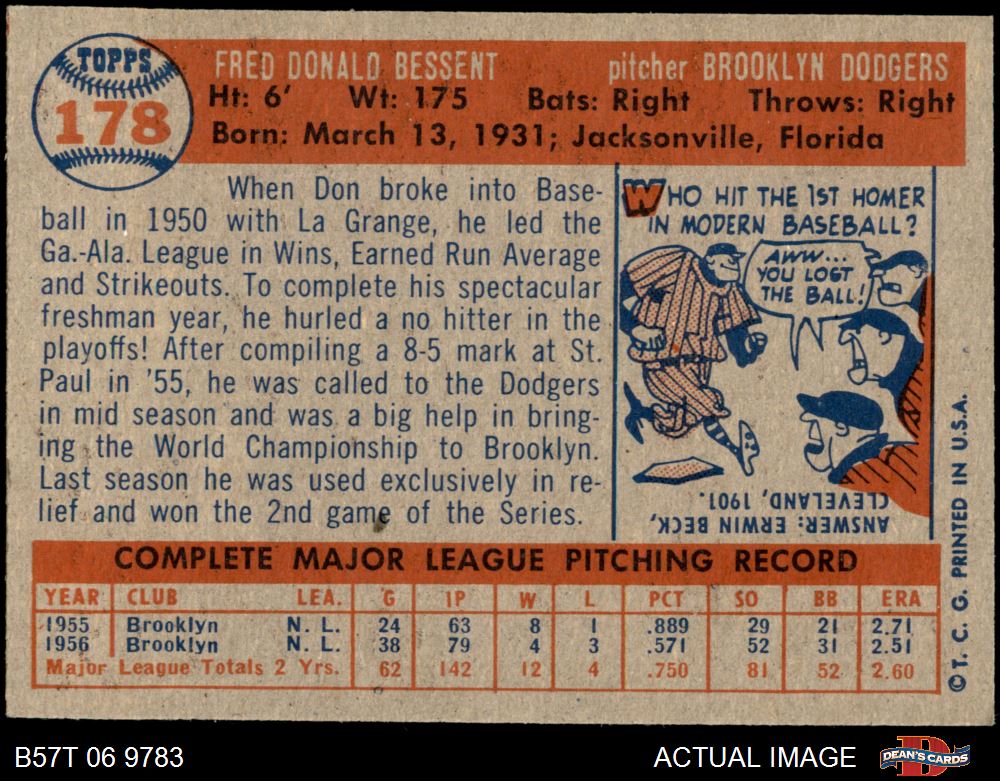 TOPPS
178
FRED DONALD BESSENT pitcher BROOKLYN DODGERS
Ht: 6' Wt: 175 Bats: Right Throws: Right
Born: March 13, 1931; Jacksonville, Florida
When Don broke into Base-
ball in 1950 with La Grange, he led the
Ga.-Ala. League in Wins, Earned Run Average
and Strikeouts. To complete his spectacular
freshman year, he hurled a no hitter in the
playoffs! After compiling a 8-5 mark at St.
Paul in '55, he was called to the Dodgers
in mid season and was a big help in bring-
ing the World Championship to Brooklyn.
Last season he was used exclusively in re-
lief and won the 2nd game of the Series.
WHO HIT THE 1ST HOMER
IN MODERN BASEBALL?
AWW...
YOU LOST
THE BALL!
ANSWER: ERWIN BECK,
CLEVELAND, 1901.
© T. C. G. PRINTED IN U.S.A.
COMPLETE MAJOR LEAGUE PITCHING RECORD
YEAR CLUB LEA. G IP W L PCT SO BB ERA
1955 Brooklyn N. L. 24 63 8 1 .889 29 21 2.71
1956 Brooklyn N. L. 38 79 4 3 .571 52 31 2.51
Major League Totals 2 Yrs. 62 142 12 4 .750 81 52 2.60
B57T 06 9783 ACTUAL IMAGE DEAN'S CARDS